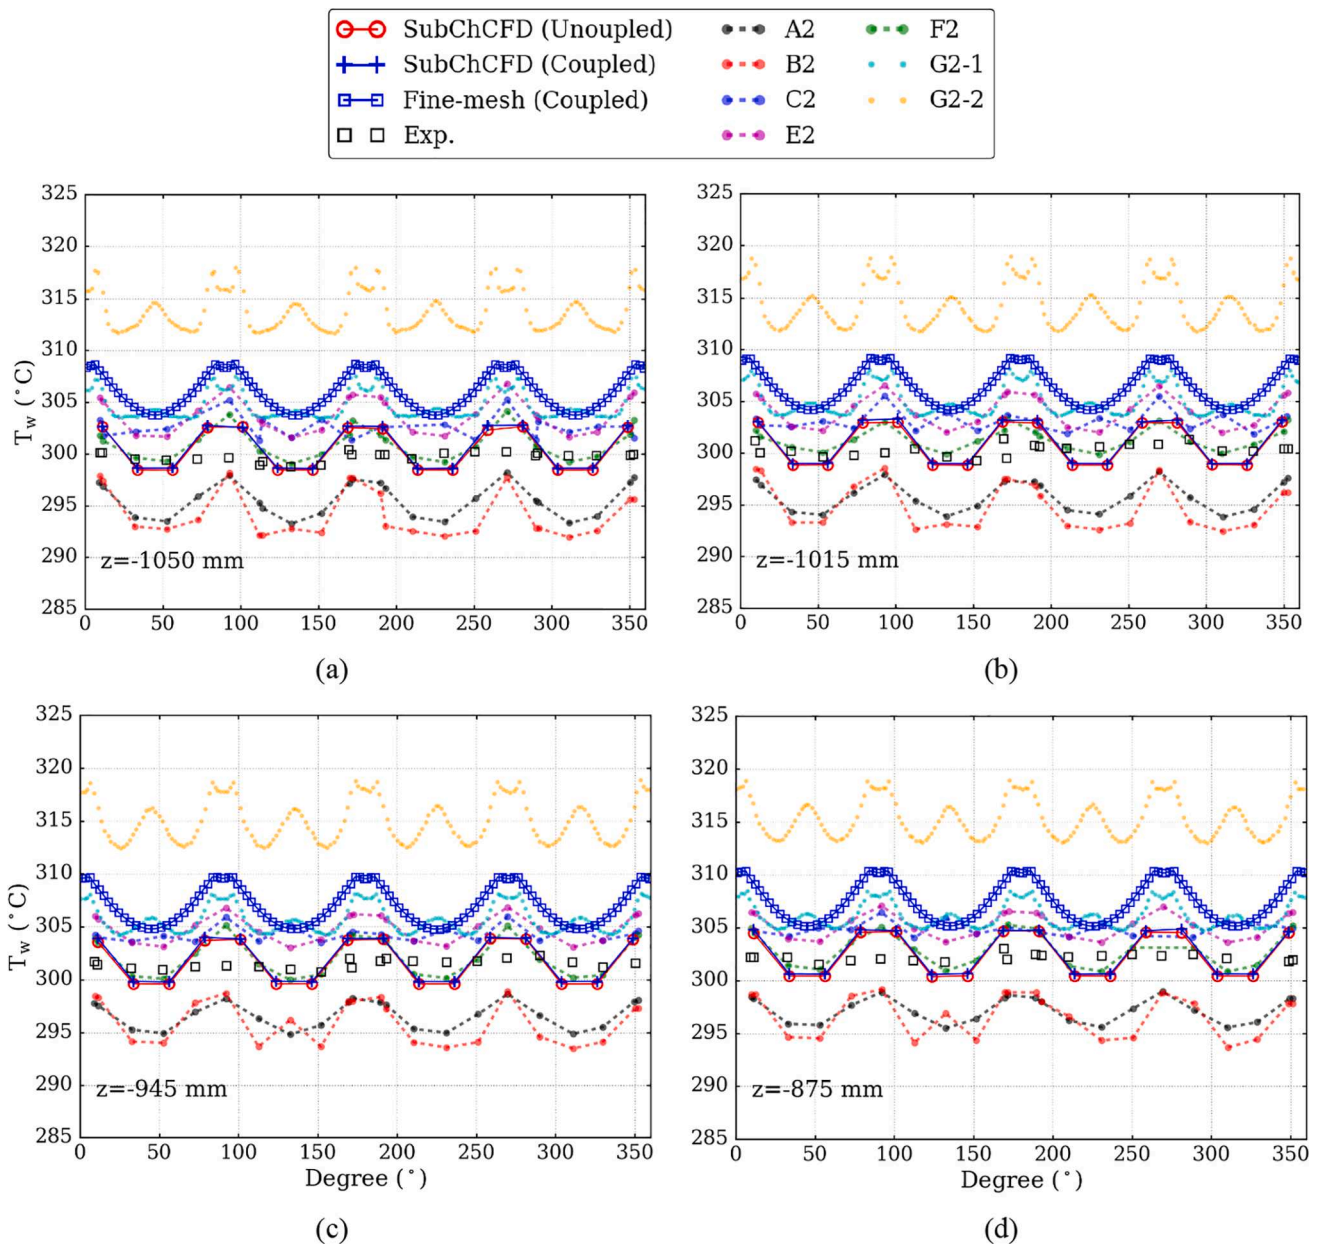 SubChCFD (Unoupled) A2 F2
SubChCFD (Coupled) B2 G2-1
Fine-mesh (Coupled) C2 G2-2
Exp. E2
325
320
315
310
305
300
295
290
285
T_w (°C)
z=-1050 mm
0 50 100 150 200 250 300 350
(a)
325
320
315
310
305
300
295
290
285
z=-1015 mm
0 50 100 150 200 250 300 350
(b)
325
320
315
310
305
300
295
290
285
T_w (°C)
z=-945 mm
0 50 100 150 200 250 300 350
Degree (°)
(c)
325
320
315
310
305
300
295
290
285
z=-875 mm
0 50 100 150 200 250 300 350
Degree (°)
(d)